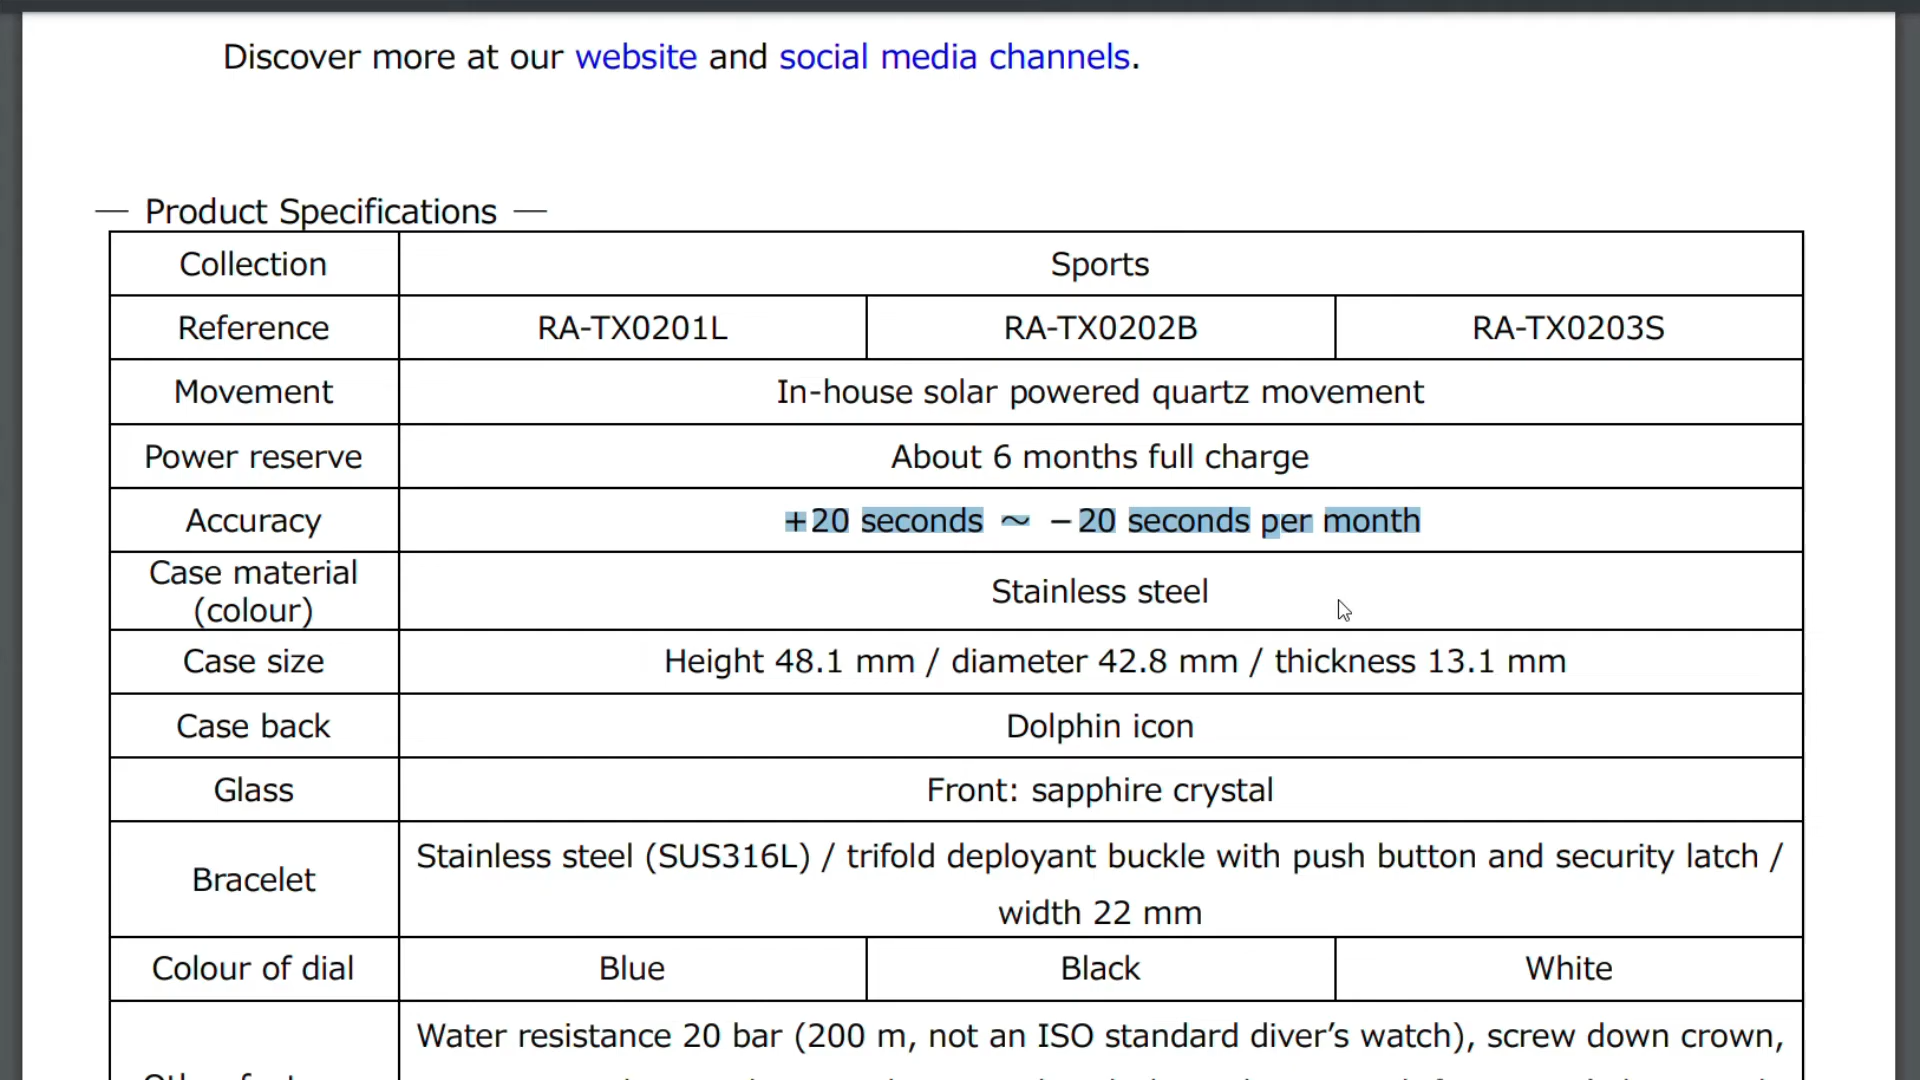 Discover more at our website and social media channels.
— Product Specifications —
Collection Sports
Reference RA-TX0201L RA-TX0202B RA-TX0203S
Movement In-house solar powered quartz movement
Power reserve About 6 months full charge
Accuracy +20 seconds ~ −20 seconds per month
Case material
(colour)
Stainless steel
Case size Height 48.1 mm / diameter 42.8 mm / thickness 13.1 mm
Case back Dolphin icon
Glass Front: sapphire crystal
Bracelet
Stainless steel (SUS316L) / trifold deployant buckle with push button and security latch /
width 22 mm
Colour of dial Blue Black White
Water resistance 20 bar (200 m, not an ISO standard diver’s watch), screw down crown,